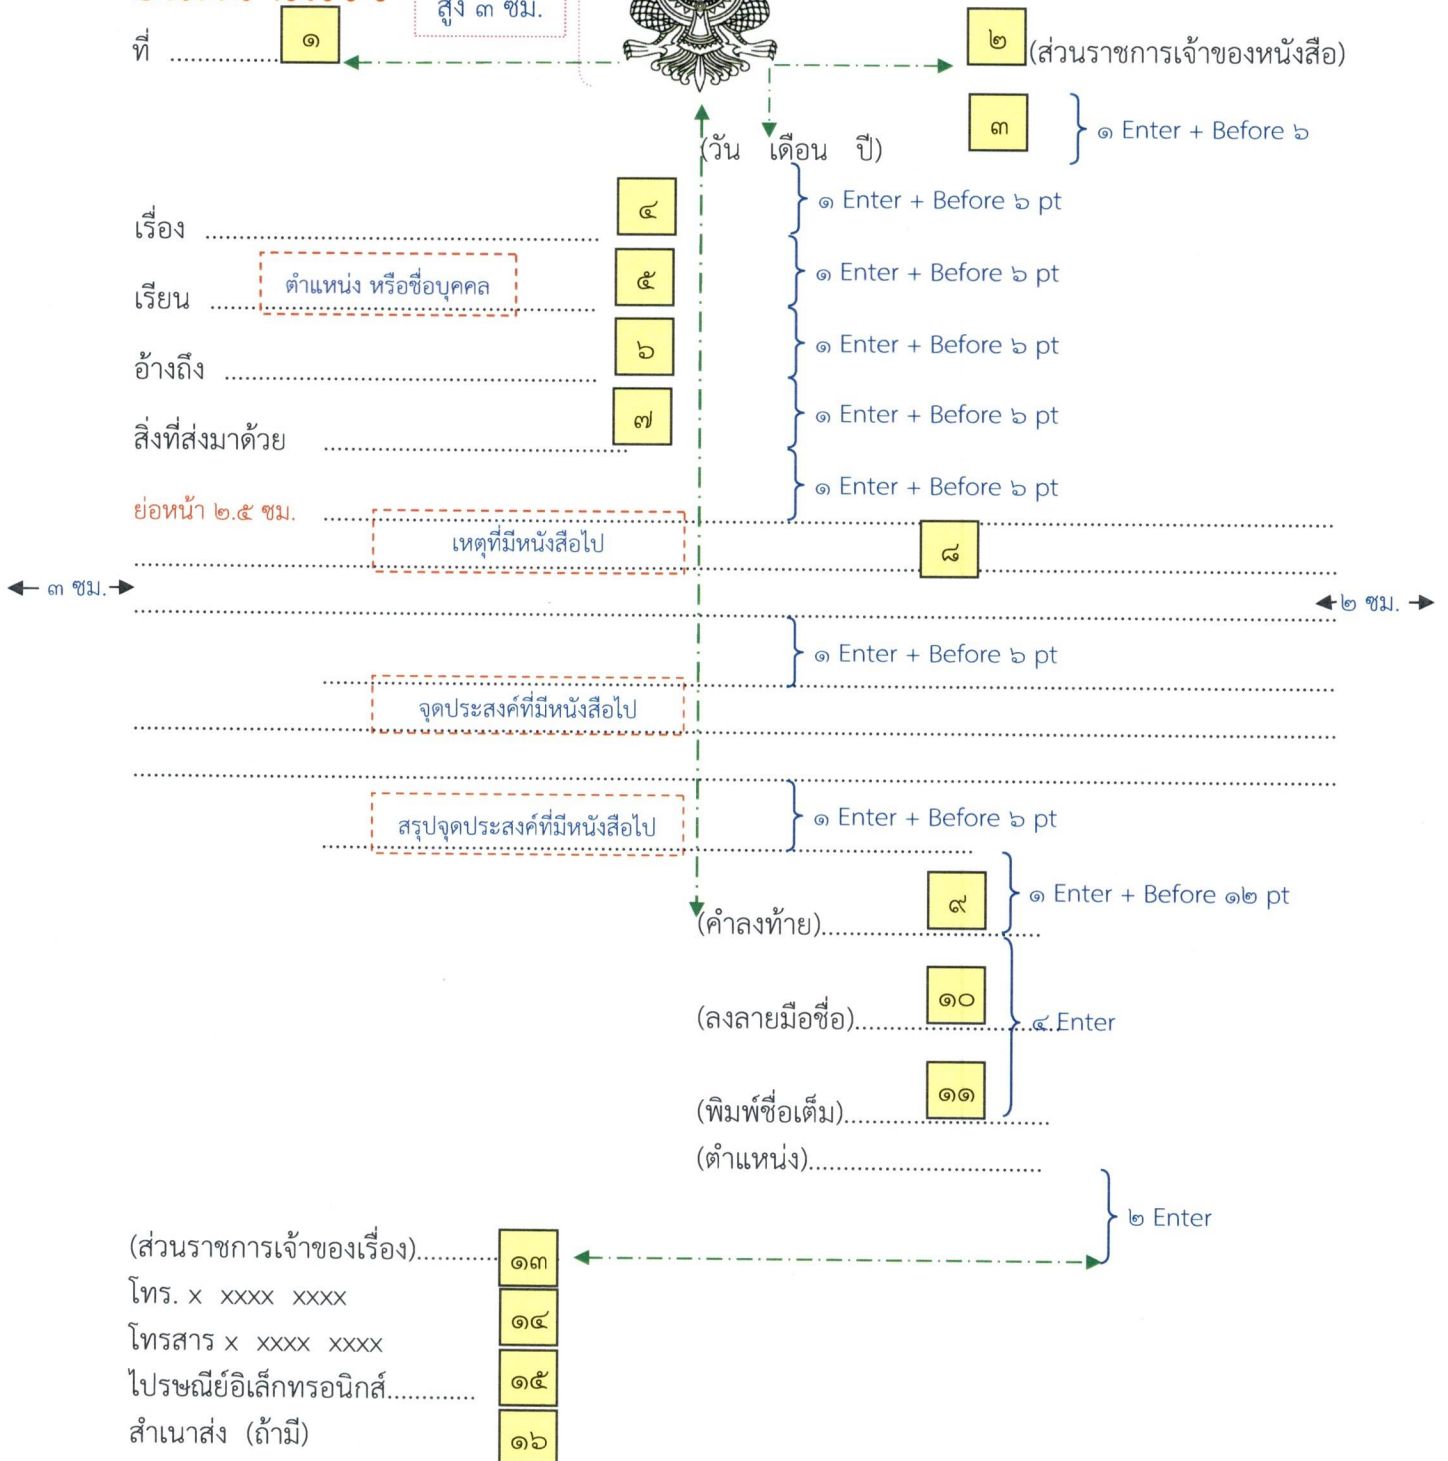 สูง ๓ ซม.
ที่ .............. ๑
๒ (ส่วนราชการเจ้าของหนังสือ)
๓ ๑ Enter + Before ๖
(วัน เดือน ปี)
๑ Enter + Before ๖ pt
เรื่อง ........................................ ๔
๑ Enter + Before ๖ pt
ตำแหน่ง หรือชื่อบุคคล
เรียน ........................................ ๕
๑ Enter + Before ๖ pt
อ้างถึง ........................................ ๖
๑ Enter + Before ๖ pt
สิ่งที่ส่งมาด้วย ........................................ ๗
๑ Enter + Before ๖ pt
ย่อหน้า ๒.๕ ซม.
เหตุที่มีหนังสือไป ๘
๓ ซม. ๒ ซม.
๑ Enter + Before ๖ pt
จุดประสงค์ที่มีหนังสือไป
๑ Enter + Before ๖ pt
สรุปจุดประสงค์ที่มีหนังสือไป
๑ Enter + Before ๑๒ pt
(คำลงท้าย)........................ ๙
(ลงลายมือชื่อ)........................ ๑๐
๔ Enter
(พิมพ์ชื่อเต็ม)........................ ๑๑
(ตำแหน่ง)........................
๒ Enter
(ส่วนราชการเจ้าของเรื่อง).......... ๑๓
โทร. x xxxx xxxx ๑๔
โทรสาร x xxxx xxxx
ไปรษณีย์อิเล็กทรอนิกส์............ ๑๕
สำเนาส่ง (ถ้ามี) ๑๖